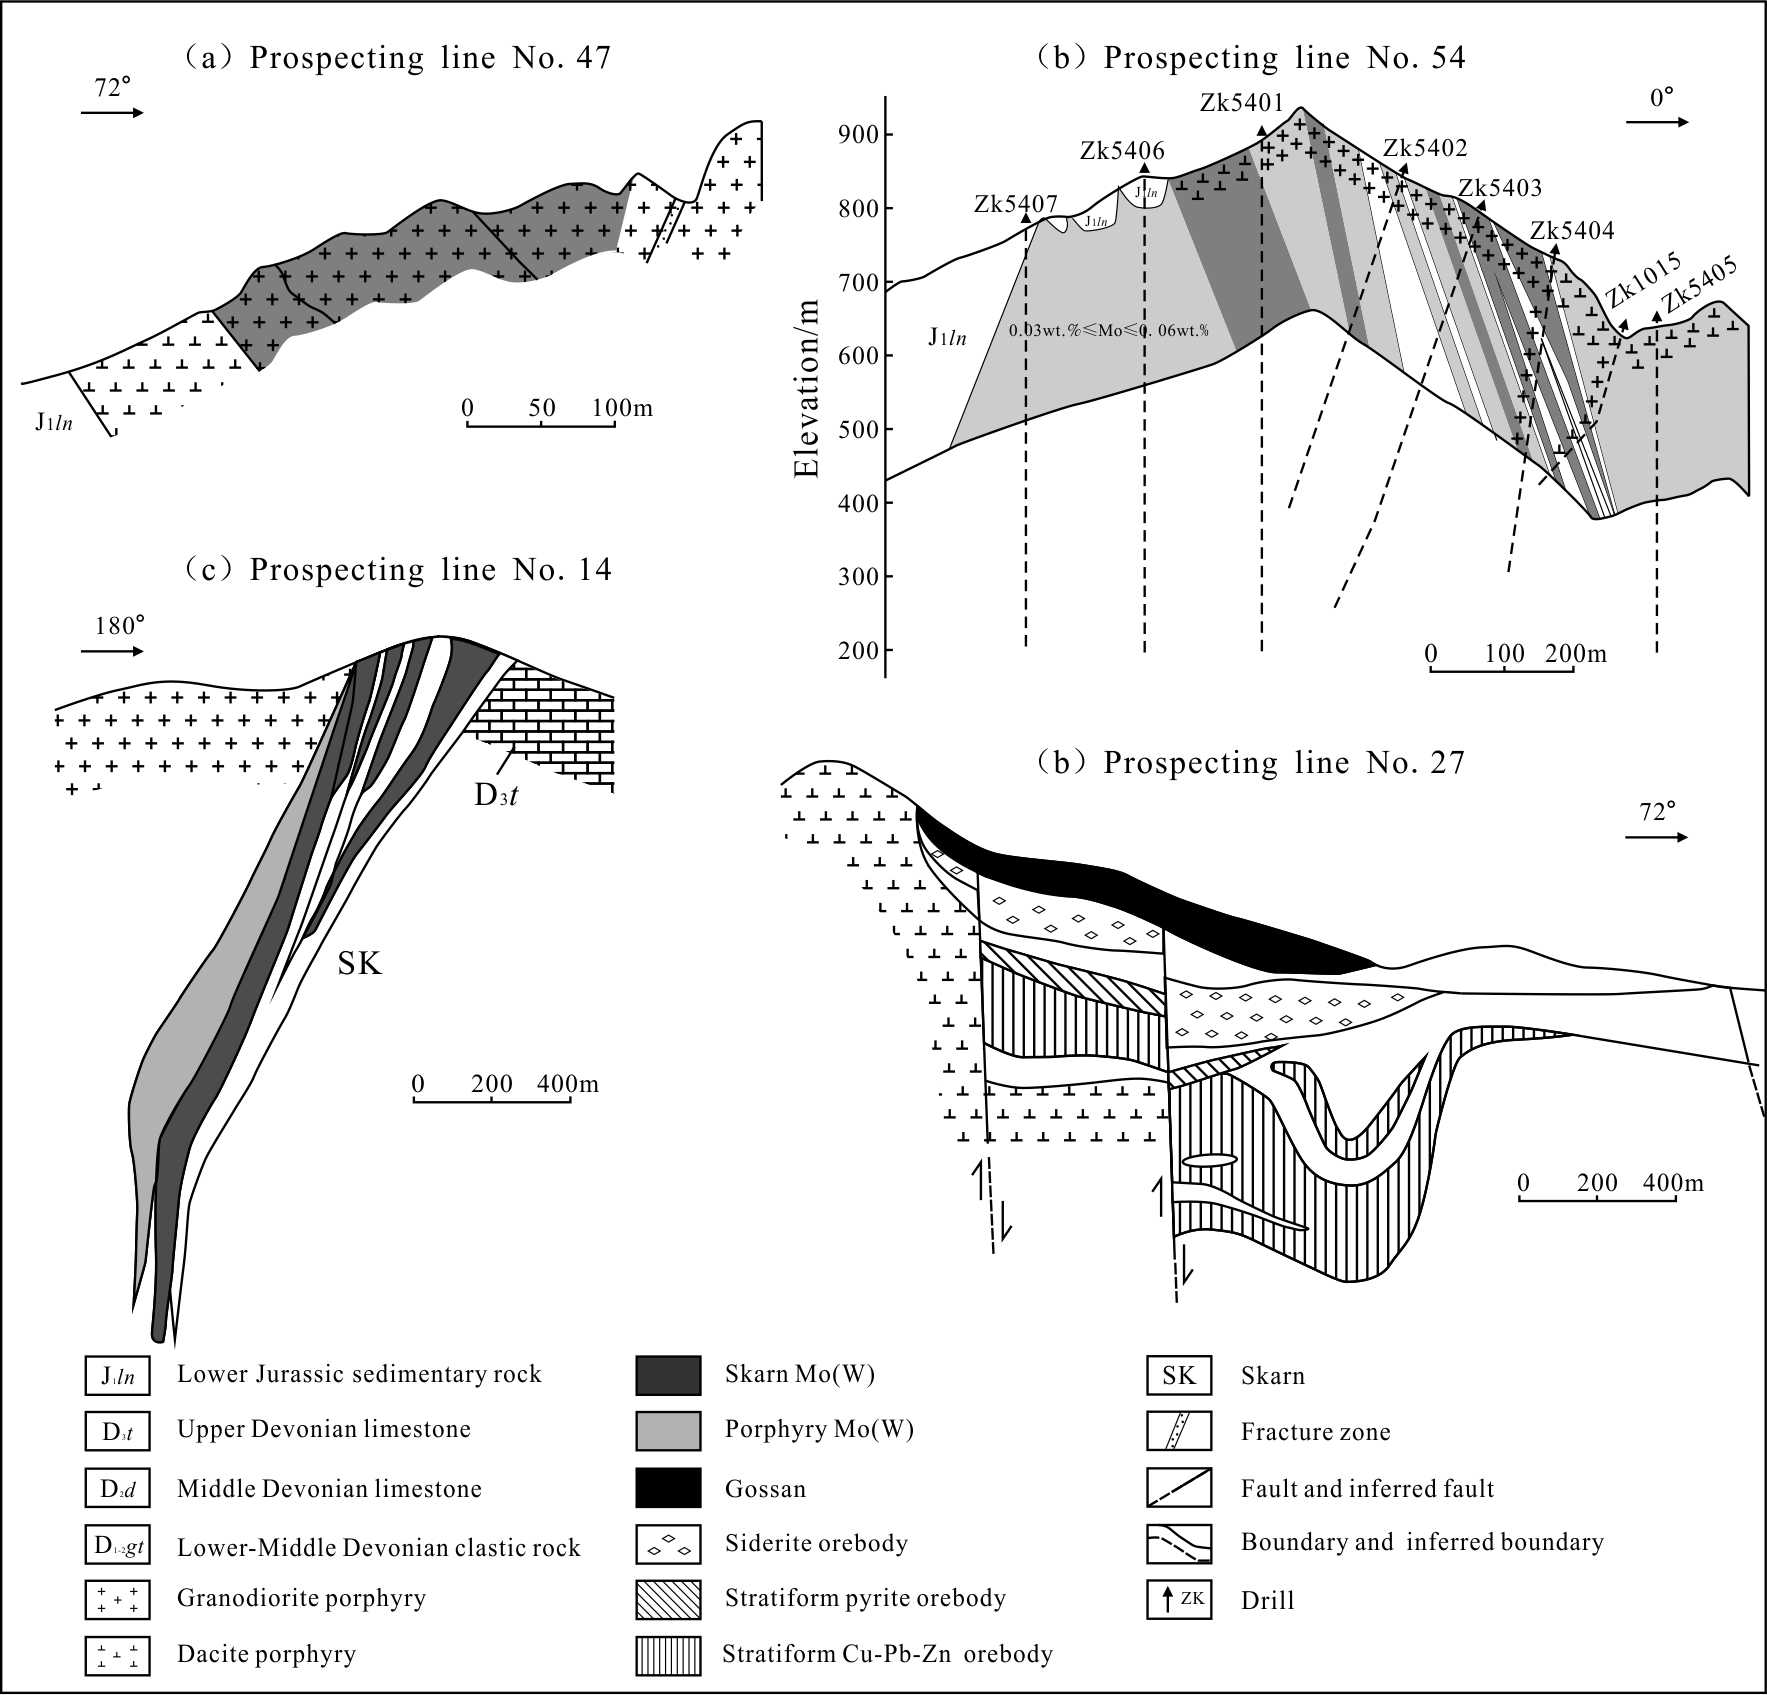 （a）Prospecting line No. 47
72°
J1ln
0 50 100m
（b）Prospecting line No. 54
0°
Elevation/m
900
800
700
600
500
400
300
200
Zk5407
Zk5406
Zk5401
Zk5402
Zk5403
Zk5404
Zk1015
Zk5405
J1ln
J1ln
J1ln
0.03wt.%≤Mo≤0.06wt.%
0 100 200m
（c）Prospecting line No. 14
180°
D3t
SK
0 200 400m
（b）Prospecting line No. 27
72°
0 200 400m
J1ln Lower Jurassic sedimentary rock
D3t Upper Devonian limestone
D2d Middle Devonian limestone
D1-2gt Lower-Middle Devonian clastic rock
Granodiorite porphyry
Dacite porphyry
Skarn Mo(W)
Porphyry Mo(W)
Gossan
Siderite orebody
Stratiform pyrite orebody
Stratiform Cu-Pb-Zn orebody
SK Skarn
Fracture zone
Fault and inferred fault
Boundary and inferred boundary
ZK Drill